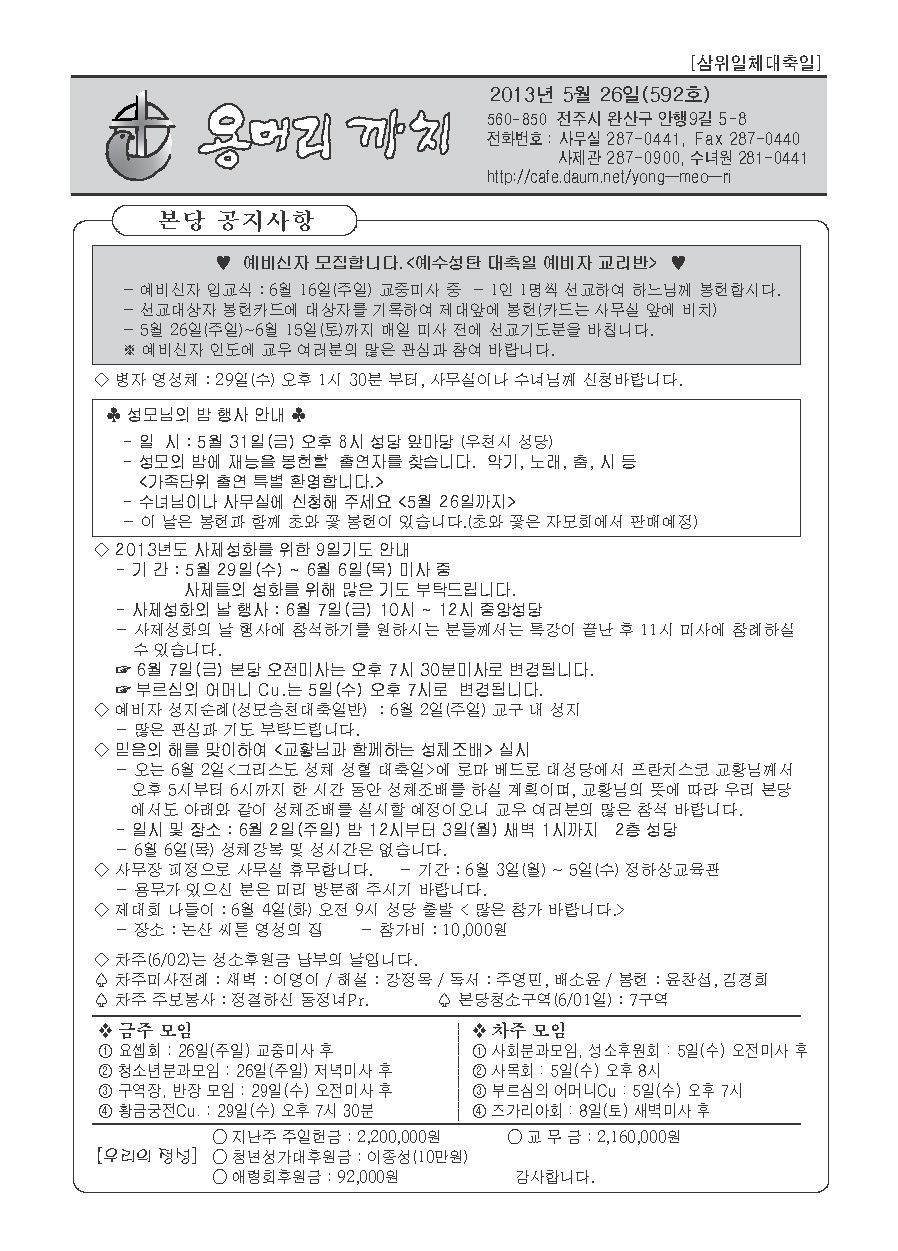 [삼위일체대축일]
용머리 까치
2013년 5월 26일(592호)
560-850 전주시 완산구 안행9길 5-8
전화번호 : 사무실 287-0441, Fax 287-0440
사제관 287-0900, 수녀원 281-0441
http://cafe.daum.net/yong-meo-ri
본당 공지사항
♥ 예비신자 모집합니다.<예수성탄 대축일 예비자 교리반> ♥
- 예비신자 입교식 : 6월 16일(주일) 교중미사 중 - 1인 1명씩 선교하여 하느님께 봉헌합시다.
- 선교대상자 봉헌카드에 대상자를 기록하여 제대앞에 봉헌(카드는 사무실 앞에 비치)
- 5월 26일(주일)~6월 15일(토)까지 매일 미사 전에 선교기도분을 바칩니다.
※ 예비신자 인도에 교우 여러분의 많은 관심과 참여 바랍니다.
◇ 병자 영성체 : 29일(수) 오후 1시 30분 부터, 사무실이나 수녀님께 신청바랍니다.
♣ 성모님의 밤 행사 안내 ♣
- 일 시 : 5월 31일(금) 오후 8시 성당 앞마당 (우천시 성당)
- 성모의 밤에 재능을 봉헌할 출연자를 찾습니다. 악기, 노래, 춤, 시 등
<가족단위 출연 특별 환영합니다.>
- 수녀님이나 사무실에 신청해 주세요 <5월 26일까지>
- 이 날은 봉헌과 함께 초와 꽃 봉헌이 있습니다.(초와 꽃은 자모회에서 판매예정)
◇ 2013년도 사제성화를 위한 9일기도 안내
- 기 간 : 5월 29일(수) ~ 6월 6일(목) 미사 중
사제들의 성화를 위해 많은 기도 부탁드립니다.
- 사제성화의 날 행사 : 6월 7일(금) 10시 ~ 12시 중앙성당
- 사제성화의 날 행사에 참석하기를 원하시는 분들께서는 특강이 끝난 후 11시 미사에 참례하실
수 있습니다.
☞ 6월 7일(금) 본당 오전미사는 오후 7시 30분미사로 변경됩니다.
☞ 부르심의 어머니 Cu.는 5일(수) 오후 7시로 변경됩니다.
◇ 예비자 성지순례(성모승천대축일반) : 6월 2일(주일) 교구 내 성지
- 많은 관심과 기도 부탁드립니다.
◇ 믿음의 해를 맞이하여 <교황님과 함께하는 성체조배> 실시
- 오는 6월 2일<그리스도 성체 성혈 대축일>에 로마 베드로 대성당에서 프란치스코 교황님께서
오후 5시부터 6시까지 한 시간 동안 성체조배를 하실 계획이며, 교황님의 뜻에 따라 우리 본당
에서도 아래와 같이 성체조배를 실시할 예정이오니 교우 여러분의 많은 참석 바랍니다.
- 일시 및 장소 : 6월 2일(주일) 밤 12시부터 3일(월) 새벽 1시까지 2층 성당
- 6월 6일(목) 성체강복 및 성시간은 없습니다.
◇ 사무장 피정으로 사무실 휴무합니다. - 기간 : 6월 3일(월) ~ 5일(수) 정하상교육관
- 용무가 있으신 분은 미리 방분해 주시기 바랍니다.
◇ 제대회 나들이 : 6월 4일(화) 오전 9시 성당 출발 < 많은 참가 바랍니다.>
- 장소 : 논산 씨튼 영성의 집 - 참가비 : 10,000원
◇ 차주(6/02)는 성소후원금 납부의 날입니다.
♤ 차주미사전례 : 새벽 : 이영이 / 해설 : 강정옥 / 독서 : 주영민, 배소윤 / 봉헌 : 윤찬섭, 김경희
♤ 차주 주보봉사 : 정결하신 동정녀Pr. ♤ 본당청소구역(6/01일) : 7구역
❖ 금주 모임
① 요셉회 : 26일(주일) 교중미사 후
② 청소년분과모임 : 26일(주일) 저녁미사 후
③ 구역장, 반장 모임 : 29일(수) 오전미사 후
④ 황금궁전Cu. : 29일(수) 오후 7시 30분
❖ 차주 모임
① 사회분과모임, 성소후원회 : 5일(수) 오전미사 후
② 사목회 : 5일(수) 오후 8시
③ 부르심의 어머니Cu : 5일(수) 오후 7시
④ 즈가리아회 : 8일(토) 새벽미사 후
[우리의 정성]
○ 지난주 주일헌금 : 2,200,000원 ○ 교 무 금 : 2,160,000원
○ 청년성가대후원금 : 이종성(10만원)
○ 애령회후원금 : 92,000원 감사합니다.